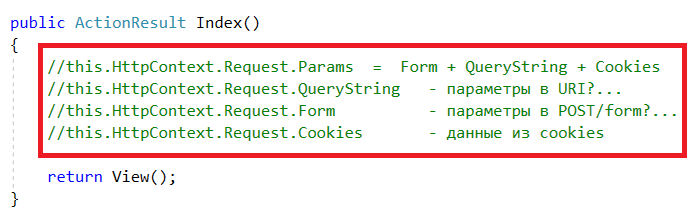 public ActionResult Index()
{
//this.HttpContext.Request.Params = Form + QueryString + Cookies
//this.HttpContext.Request.QueryString - параметры в URI?...
//this.HttpContext.Request.Form - параметры в POST/form?...
//this.HttpContext.Request.Cookies - данные из cookies
return View();
}